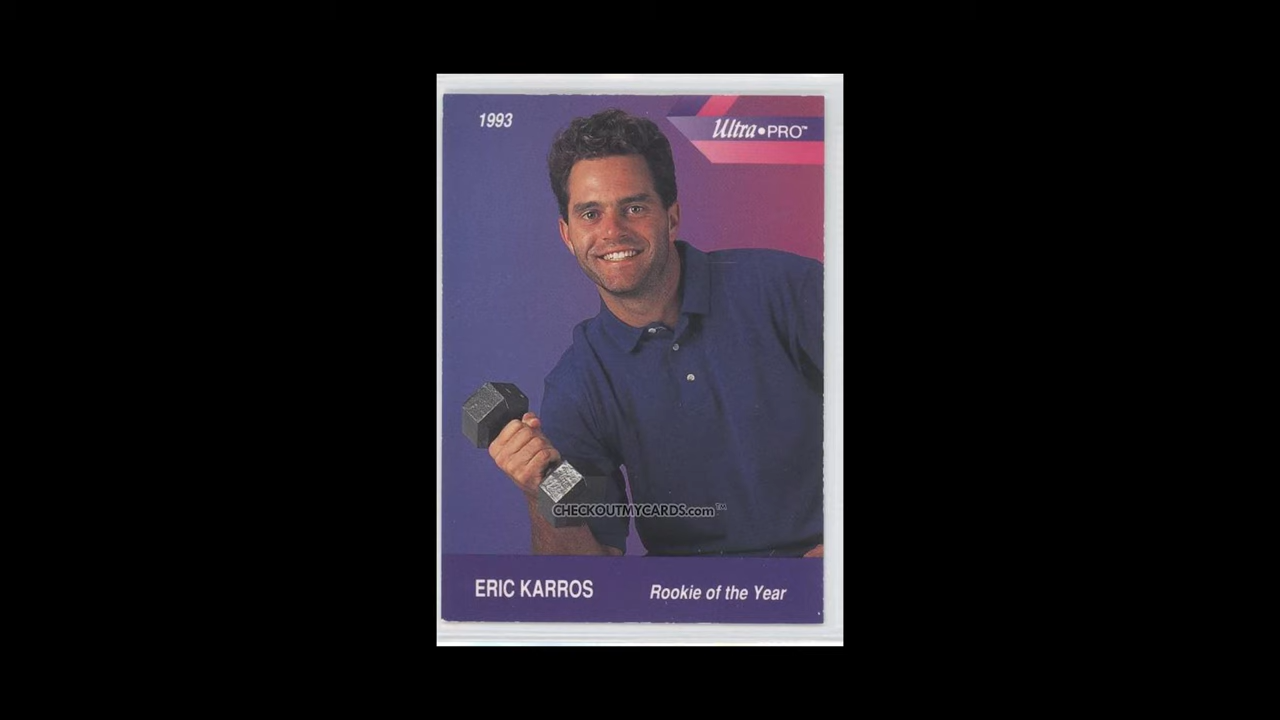 1993
Ultra•PRO™
CHECKOUTMYCARDS.com™
ERIC KARROS
Rookie of the Year